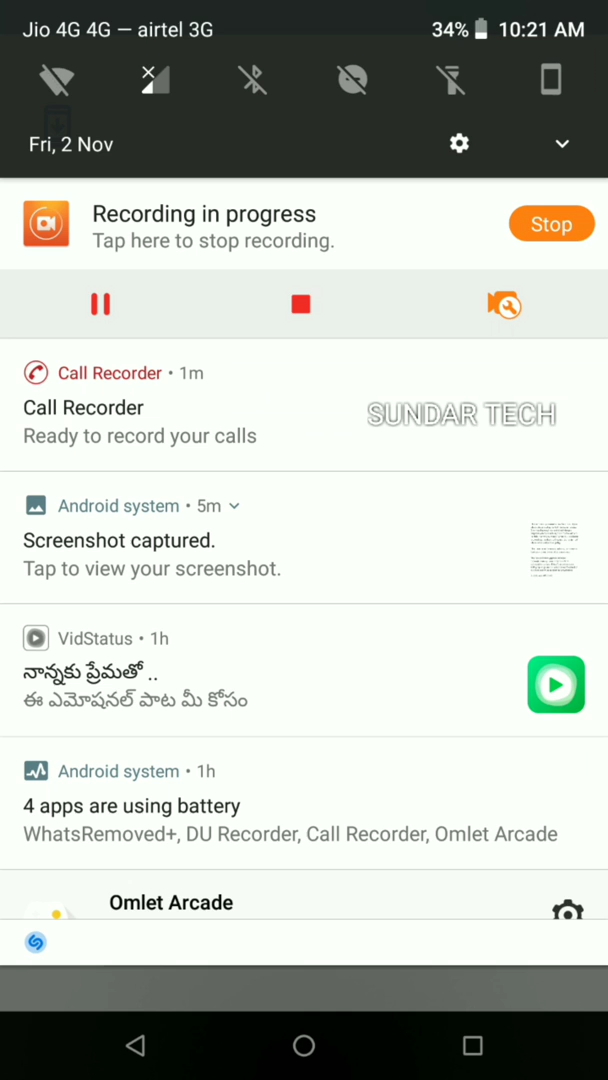 Jio 4G 4G — airtel 3G 34% 10:21 AM
Fri, 2 Nov
Recording in progress
Tap here to stop recording.
Stop
Call Recorder • 1m
Call Recorder
Ready to record your calls
SUNDAR TECH
Android system • 5m
Screenshot captured.
Tap to view your screenshot.
VidStatus • 1h
నాన్నకు ప్రేమతో ..
ఈ ఎమోషనల్ పాట మీ కోసం
Android system • 1h
4 apps are using battery
WhatsRemoved+, DU Recorder, Call Recorder, Omlet Arcade
Omlet Arcade